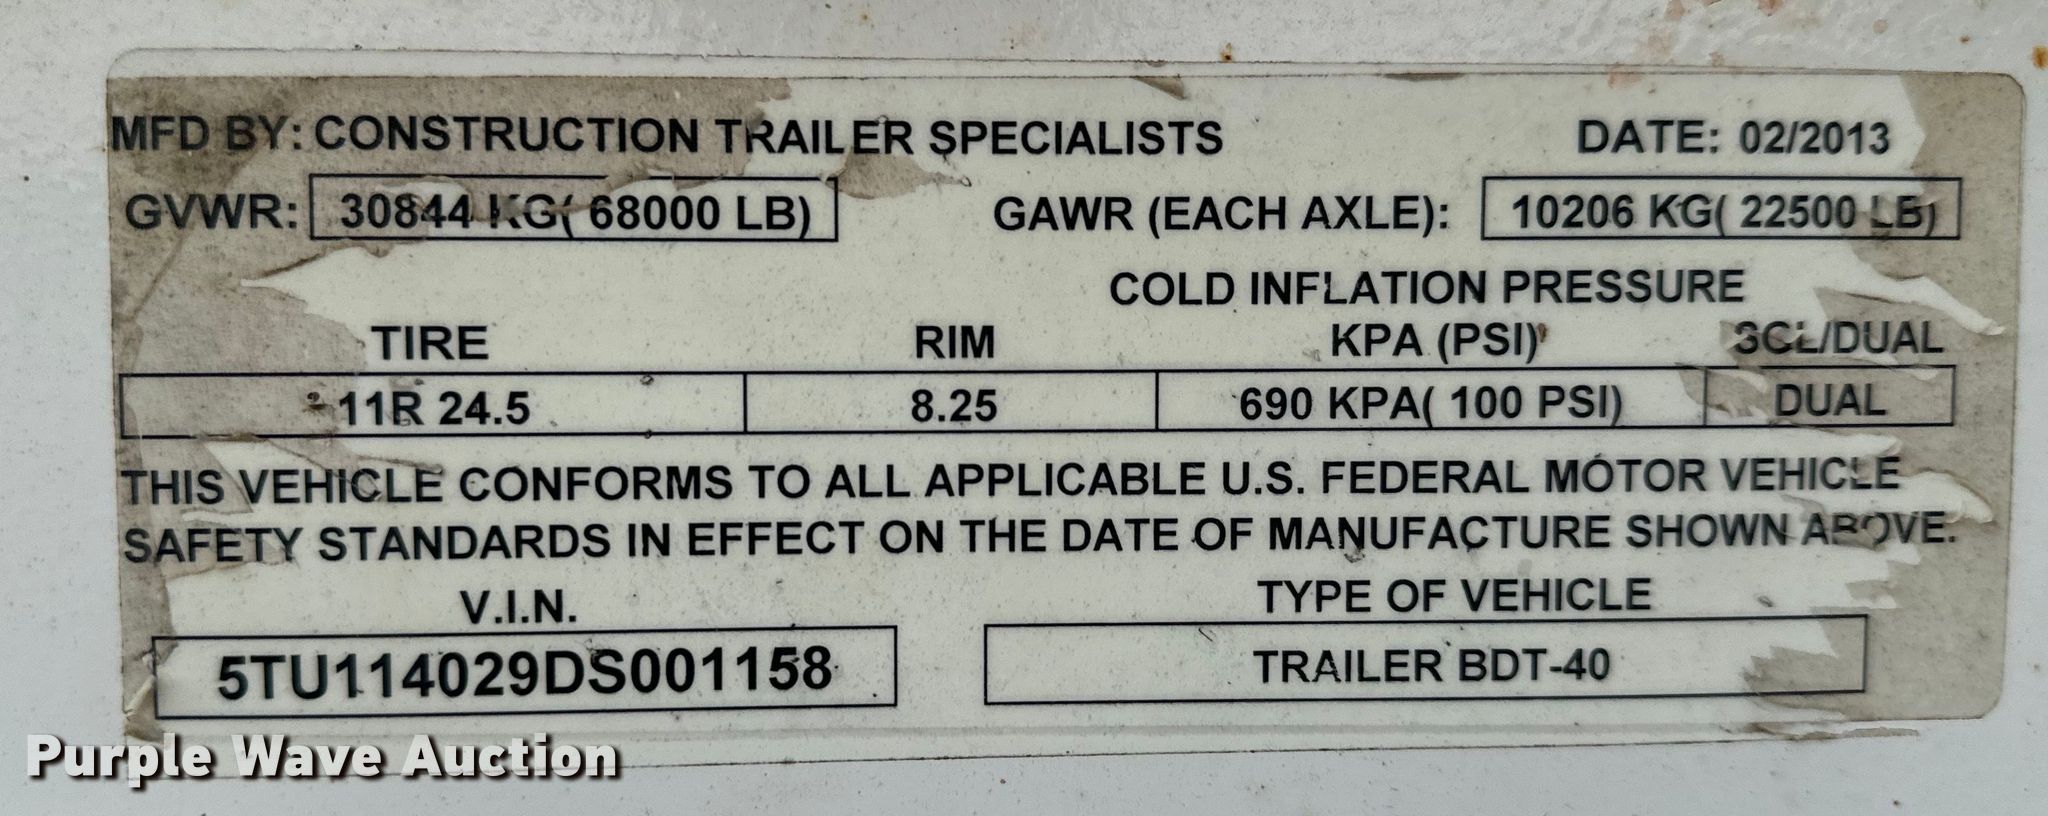 MFD BY: CONSTRUCTION TRAILER SPECIALISTS DATE: 02/2013
GVWR: 30844 KG( 68000 LB) GAWR (EACH AXLE): 10206 KG( 22500 LB)
COLD INFLATION PRESSURE
TIRE RIM KPA (PSI) SGL/DUAL
11R 24.5 8.25 690 KPA( 100 PSI) DUAL
THIS VEHICLE CONFORMS TO ALL APPLICABLE U.S. FEDERAL MOTOR VEHICLE
SAFETY STANDARDS IN EFFECT ON THE DATE OF MANUFACTURE SHOWN ABOVE.
V.I.N. TYPE OF VEHICLE
5TU114029DS001158 TRAILER BDT-40
Purple Wave Auction